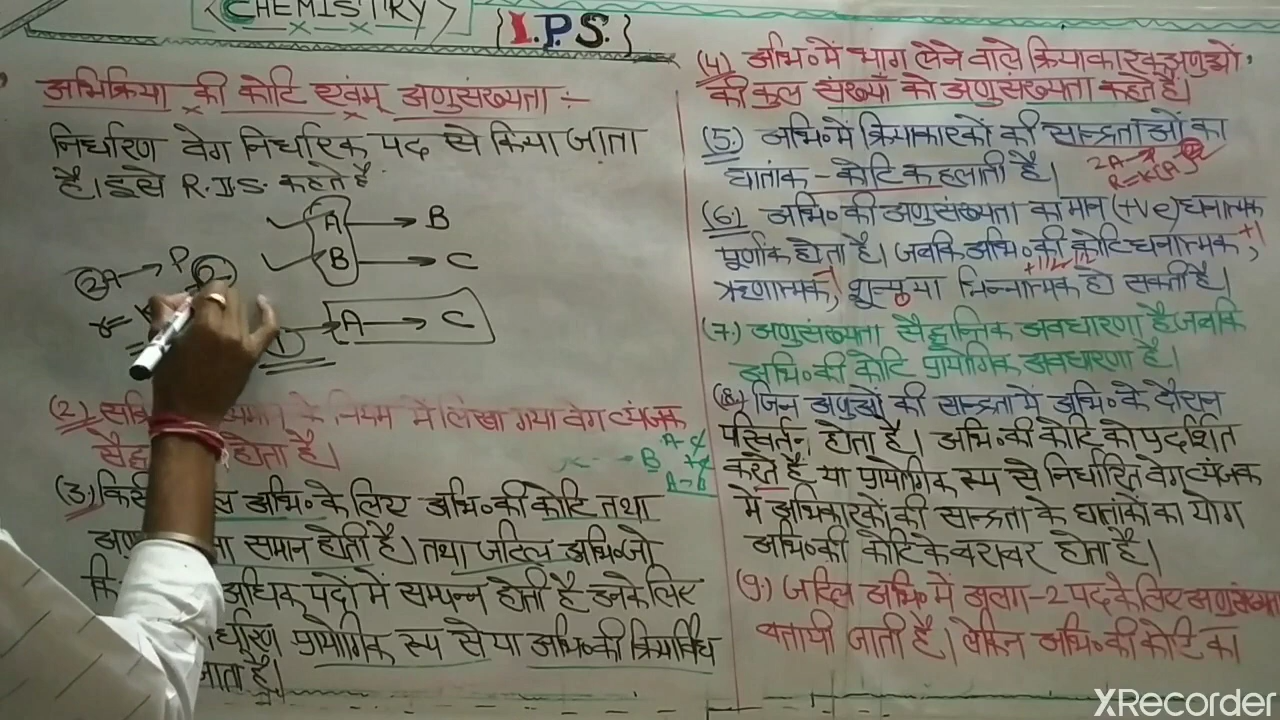 CHEMISTRY
{I.P.S.}
अभिक्रिया की कोटि एंवम् अणुसंख्यता :-
निर्धारण वेग निर्धारक पद से किया जाता
है। इसे R.D.S. कहते है
A → B
B → C
2A → P
A → C
(2) के नियम में लिखा गया वेग व्यंजक
होता है।
(3) अभि० के लिए अभि० की कोटि तथा
समान होती है। तथा जटिल अभि० जो
अधिक पदों में सम्पन्न होती है उनके लिए
प्रायोगिक रूप से या अभि० की क्रियाविधि
जाता है।
(4) अभि० में भाग लेने वाले क्रियाकारक अणुओं
की कुल संख्या को अणुसंख्यता कहते है।
(5) अभि० में क्रियाकारकों की सान्द्रताओं का
घातांक - कोटि कहलाती है।
(6) अभि० की अणुसंख्यता का मान (+ve) धनात्मक
पूर्णांक होता है। जबकि अभि० की कोटि धनात्मक,
ऋणात्मक, शून्य या भिन्नात्मक हो सकती है।
(7) अणुसंख्यता सैद्धान्तिक अवधारणा है जबकि
अभि० की कोटि प्रायोगिक अवधारणा है।
(8) जिन अणुओं की सान्द्रता में अभि० के दौरान
परिवर्तन होता है। अभि० की कोटि को प्रदर्शित
करते है या प्रायोगिक रूप से निर्धारित वेग व्यंजक
में अभिकारकों की सान्द्रता के घातांकों का योग
अभि० की कोटि के बराबर होता है।
(9) जटिल अभि० में अलग-2 पद के लिए अणुसंख्यता
बतायी जाती है। लेकिन अभि० की कोटि का
XRecorder